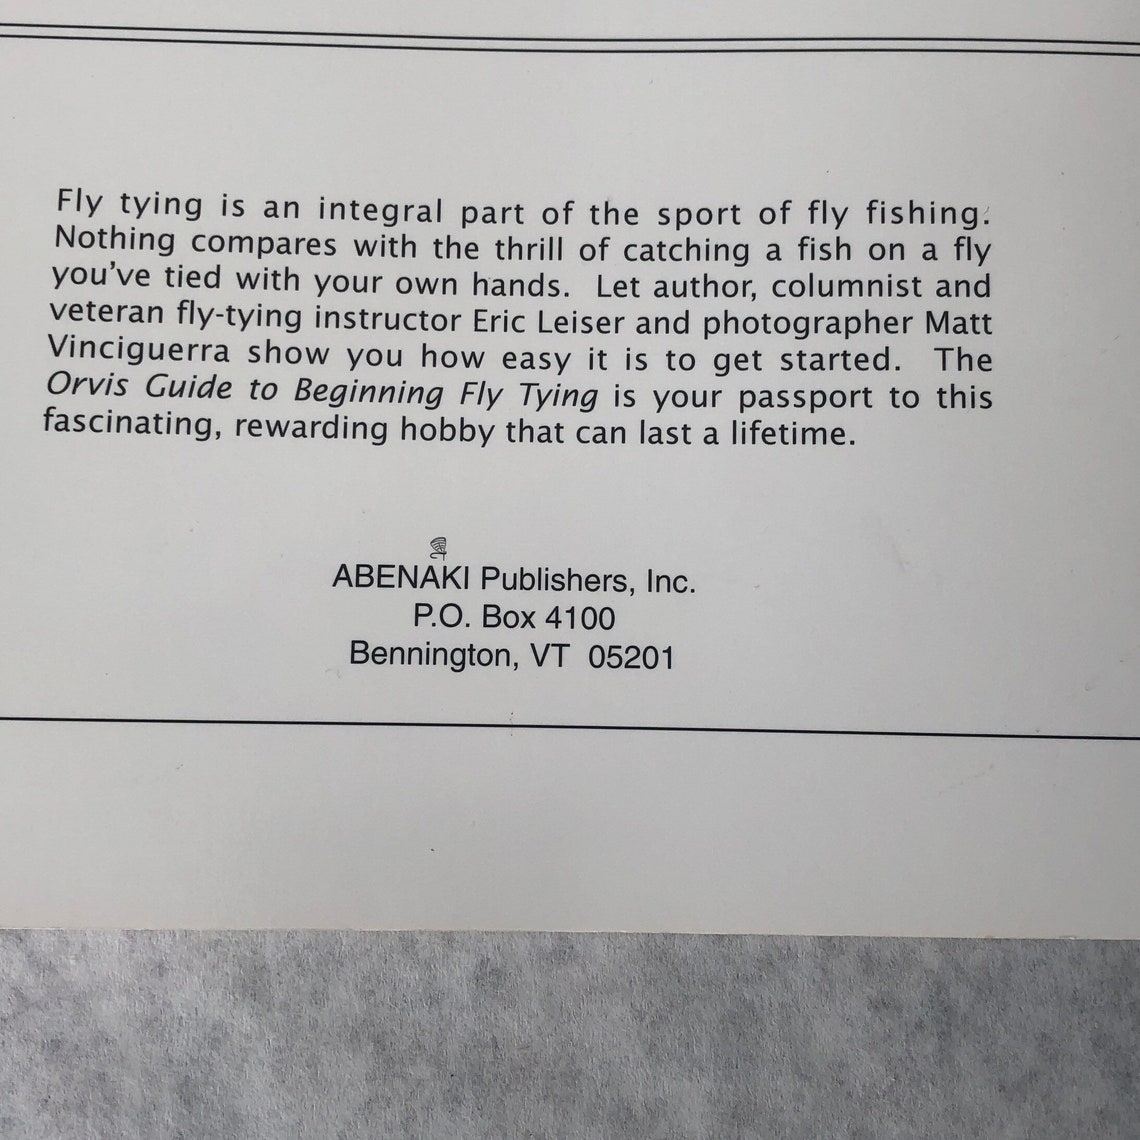 Fly tying is an integral part of the sport of fly fishing.
Nothing compares with the thrill of catching a fish on a fly
you've tied with your own hands.  Let author, columnist and
veteran fly-tying instructor Eric Leiser and photographer Matt
Vinciguerra show you how easy it is to get started.  The
Orvis Guide to Beginning Fly Tying is your passport to this
fascinating, rewarding hobby that can last a lifetime.
ABENAKI Publishers, Inc.
P.O. Box 4100
Bennington, VT  05201